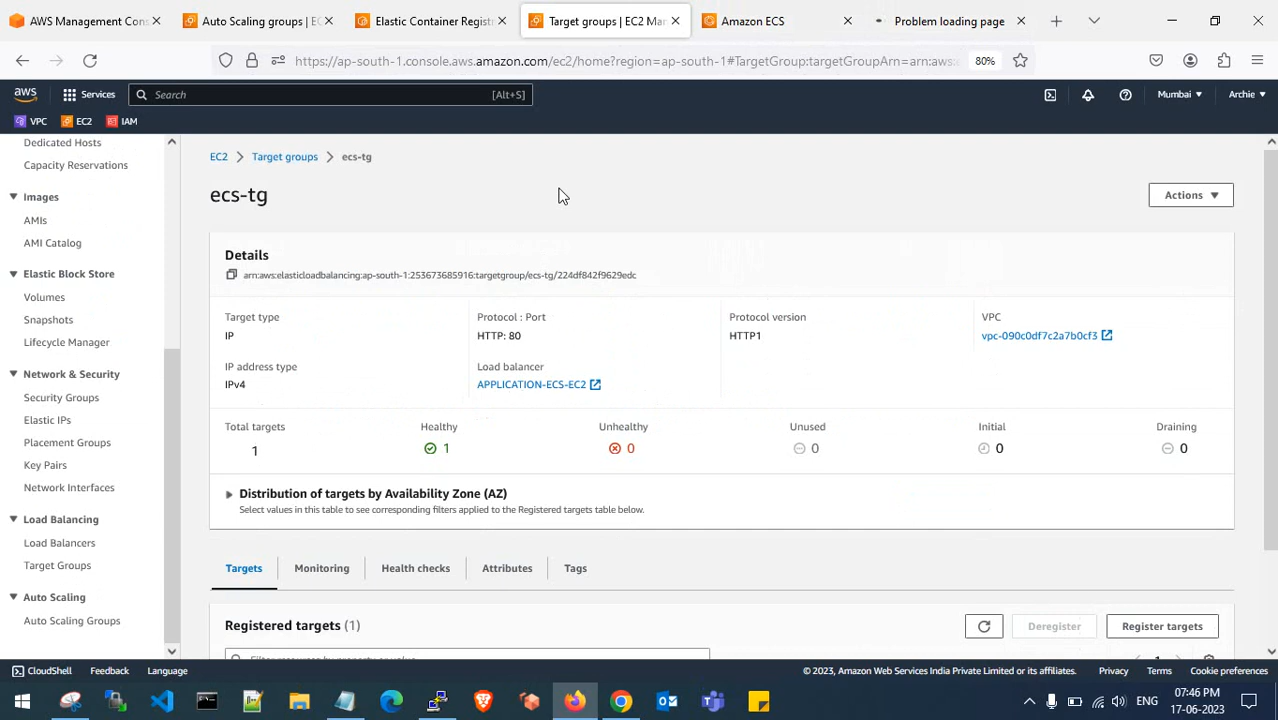 AWS Management Con
Auto Scaling groups | EC
Elastic Container Regist
Target groups | EC2 Ma
Amazon ECS
Problem loading page
https://ap-south-1.console.aws.amazon.com/ec2/home?region=ap-south-1#TargetGroup:targetGroupArn=arn:aws:e
80%
aws
Services
Search
[Alt+S]
Mumbai
Archie
VPC
EC2
IAM
Dedicated Hosts
Capacity Reservations
Images
AMIs
AMI Catalog
Elastic Block Store
Volumes
Snapshots
Lifecycle Manager
Network & Security
Security Groups
Elastic IPs
Placement Groups
Key Pairs
Network Interfaces
Load Balancing
Load Balancers
Target Groups
Auto Scaling
Auto Scaling Groups
EC2 > Target groups > ecs-tg
ecs-tg
Actions
Details
arn:aws:elasticloadbalancing:ap-south-1:253673685916:targetgroup/ecs-tg/224df842f9629edc
Target type
IP
Protocol : Port
HTTP: 80
Protocol version
HTTP1
VPC
vpc-090c0df7c2a7b0cf3
IP address type
IPv4
Load balancer
APPLICATION-ECS-EC2
Total targets
1
Healthy
1
Unhealthy
0
Unused
0
Initial
0
Draining
0
Distribution of targets by Availability Zone (AZ)
Select values in this table to see corresponding filters applied to the Registered targets table below.
Targets
Monitoring
Health checks
Attributes
Tags
Registered targets (1)
Deregister
Register targets
CloudShell
Feedback
Language
© 2023, Amazon Web Services India Private Limited or its affiliates.
Privacy
Terms
Cookie preferences
ENG
07:46 PM
17-06-2023